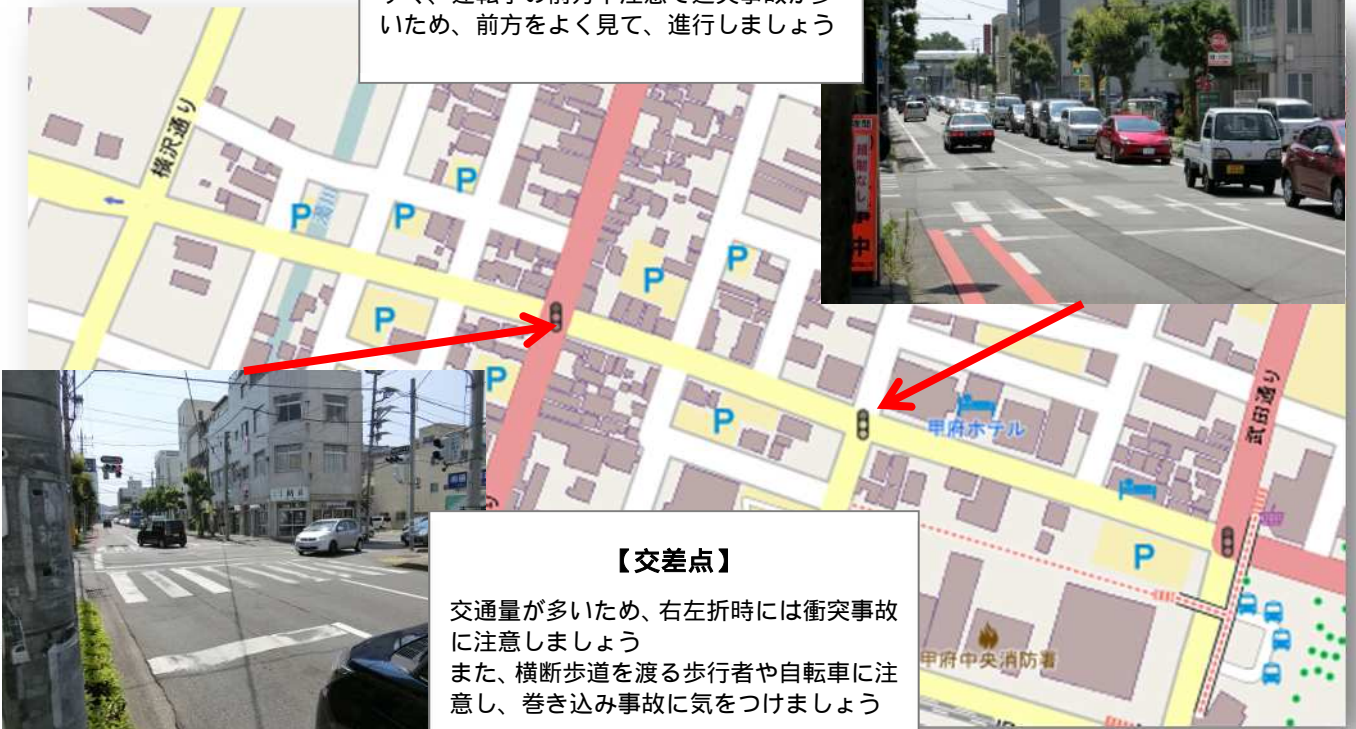 いため、前方をよく見て、進行しましょう
横沢通り
P
P
P
P
P
P
P
P
P
甲府ホテル
武田通り
甲府中央消防署
【交差点】
交通量が多いため、右左折時には衝突事故
に注意しましょう
また、横断歩道を渡る歩行者や自転車に注
意し、巻き込み事故に気をつけましょう